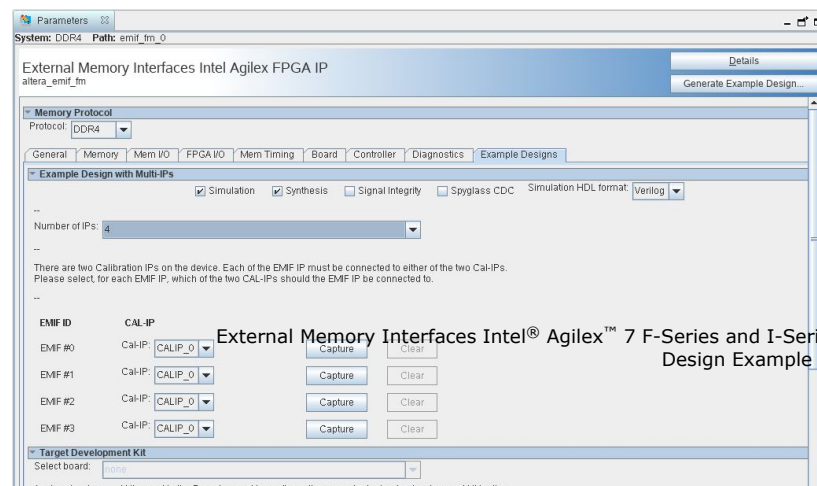 Parameters
System: DDR4 Path: emif_fm_0
External Memory Interfaces Intel Agilex FPGA IP
altera_emif_fm
Details
Generate Example Design...
Memory Protocol
Protocol: DDR4
General Memory Mem I/O FPGA I/O Mem Timing Board Controller Diagnostics Example Designs
Example Design with Multi-IPs
Simulation Synthesis Signal Integrity Spyglass CDC Simulation HDL format: Verilog
--
Number of IPs: 4
--
There are two Calibration IPs on the device. Each of the EMIF IP must be connected to either of the two Cal-IPs.
Please select, for each EMIF IP, which of the two CAL-IPs should the EMIF IP be connected to.
--
EMIF ID CAL-IP
External Memory Interfaces Intel® Agilex™ 7 F-Series and I-Seri
Design Example
EMIF #0 Cal-IP: CALIP_0 Capture Clear
EMIF #1 Cal-IP: CALIP_0 Capture Clear
EMIF #2 Cal-IP: CALIP_0 Capture Clear
EMIF #3 Cal-IP: CALIP_0 Capture Clear
Target Development Kit
Select board: none